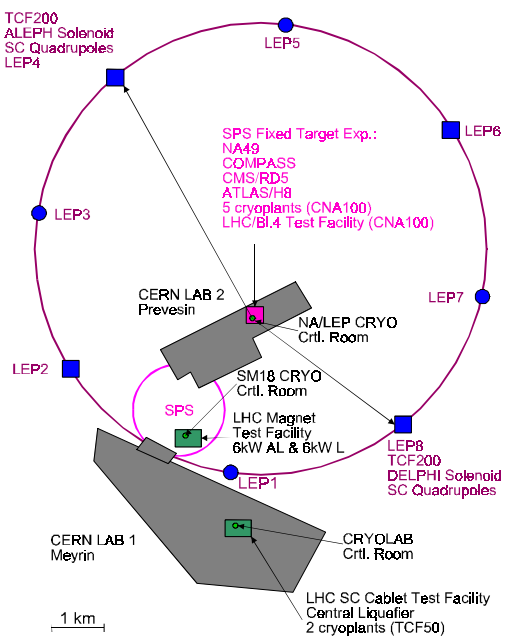 TCF200
ALEPH Solenoid
SC Quadrupoles
LEP4
LEP5
LEP6
SPS Fixed Target Exp.:
NA49
COMPASS
CMS/RD5
ATLAS/H8
5 cryoplants (CNA100)
LHC/Bl.4 Test Facility (CNA100)
LEP3
CERN LAB 2
Prevesin
LEP7
NA/LEP CRYO
Crtl. Room
LEP2
SM18 CRYO
Crtl. Room
SPS
LHC Magnet
Test Facility
6kW AL & 6kW L
LEP8
TCF200
DELPHI Solenoid
SC Quadrupoles
LEP1
CERN LAB 1
Meyrin
CRYOLAB
Crtl. Room
LHC SC Cablet Test Facility
Central Liquefier
2 cryoplants (TCF50)
1 km